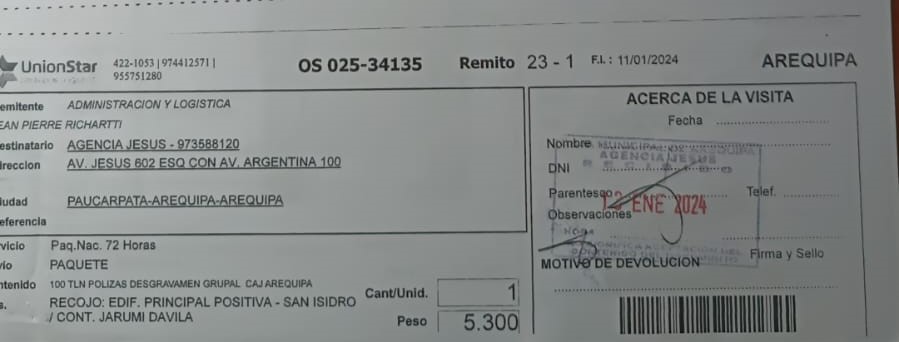 UnionStar
422-1053 | 974412571 |
955751280
OS 025-34135
Remito 23 - 1 F.I. : 11/01/2024
AREQUIPA
emitente ADMINISTRACION Y LOGISTICA
EAN PIERRE RICHARTTI
estinatario AGENCIA JESUS - 973588120
ireccion AV. JESUS 602 ESQ CON AV. ARGENTINA 100
iudad PAUCARPATA-AREQUIPA-AREQUIPA
eferencia
rvicio Paq.Nac. 72 Horas
vio PAQUETE
ntenido 100 TLN POLIZAS DESGRAVAMEN GRUPAL CAJ AREQUIPA
s. RECOJO: EDIF. PRINCIPAL POSITIVA - SAN ISIDRO
/ CONT. JARUMI DAVILA
Cant/Unid. 1
Peso 5.300
ACERCA DE LA VISITA
Fecha
Nombre
AGENCIA JESUS
DNI
Parentesco Telef.
ENE 2024
Observaciones
HORA
Firma y Sello
MOTIVO DE DEVOLUCION